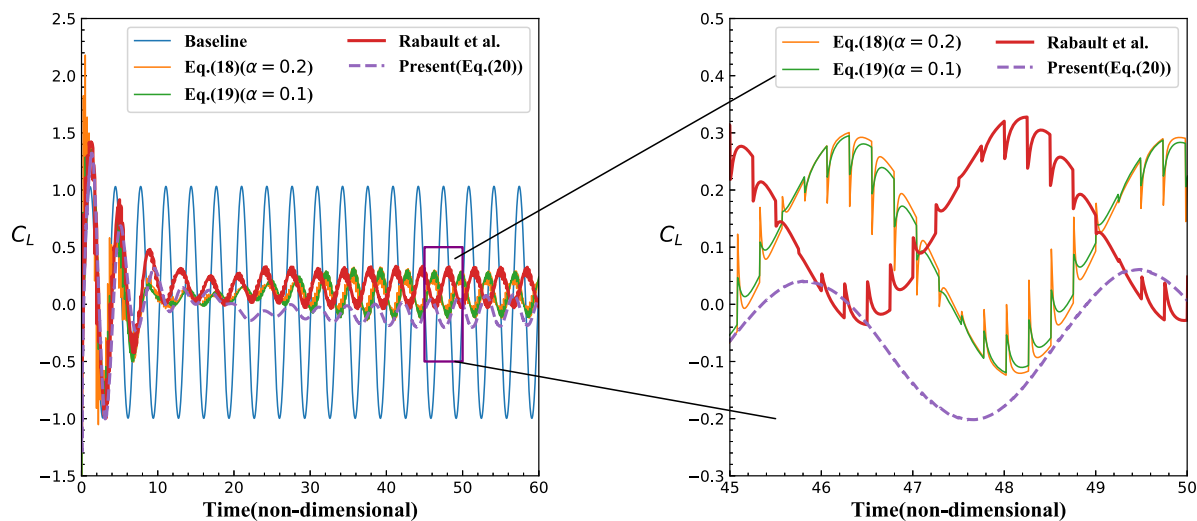 Baseline
Eq.(18)(α = 0.2)
Eq.(19)(α = 0.1)
Rabault et al.
Present(Eq.(20))
2.5
2.0
1.5
1.0
0.5
0.0
−0.5
−1.0
−1.5
C_L
0 10 20 30 40 50 60
Time(non-dimensional)
Eq.(18)(α = 0.2)
Eq.(19)(α = 0.1)
Rabault et al.
Present(Eq.(20))
0.5
0.4
0.3
0.2
0.1
0.0
−0.1
−0.2
−0.3
C_L
45 46 47 48 49 50
Time(non-dimensional)